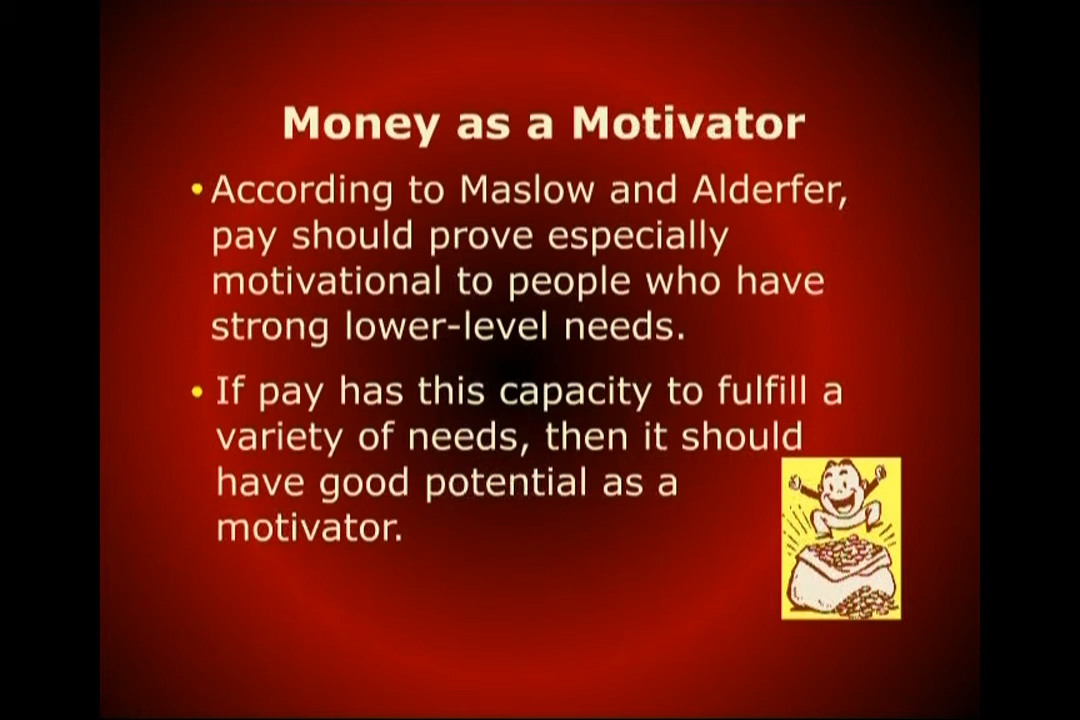 Money as a Motivator
• According to Maslow and Alderfer,
pay should prove especially
motivational to people who have
strong lower-level needs.
• If pay has this capacity to fulfill a
variety of needs, then it should
have good potential as a
motivator.